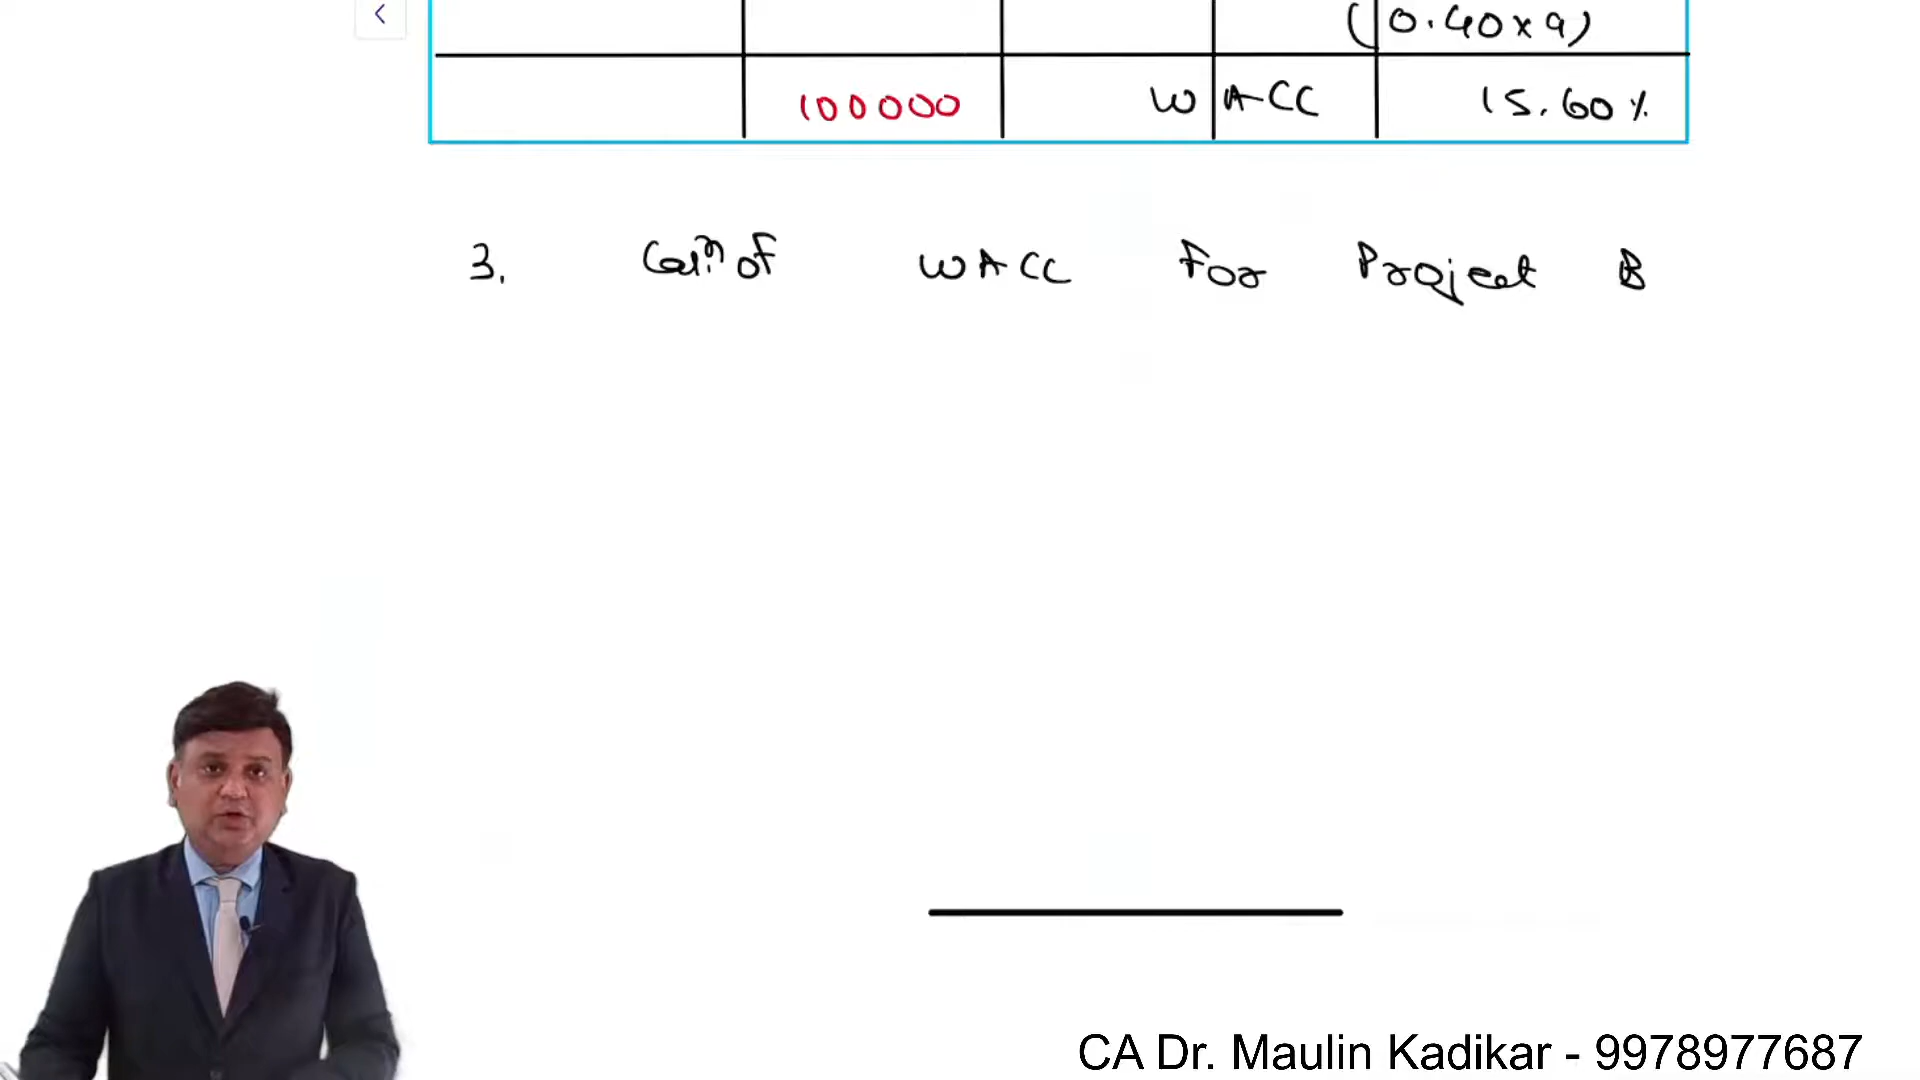 (0.40x9)
100000 WACC 15.60%
3. Caln of WACC For Project B
CA Dr. Maulin Kadikar - 9978977687